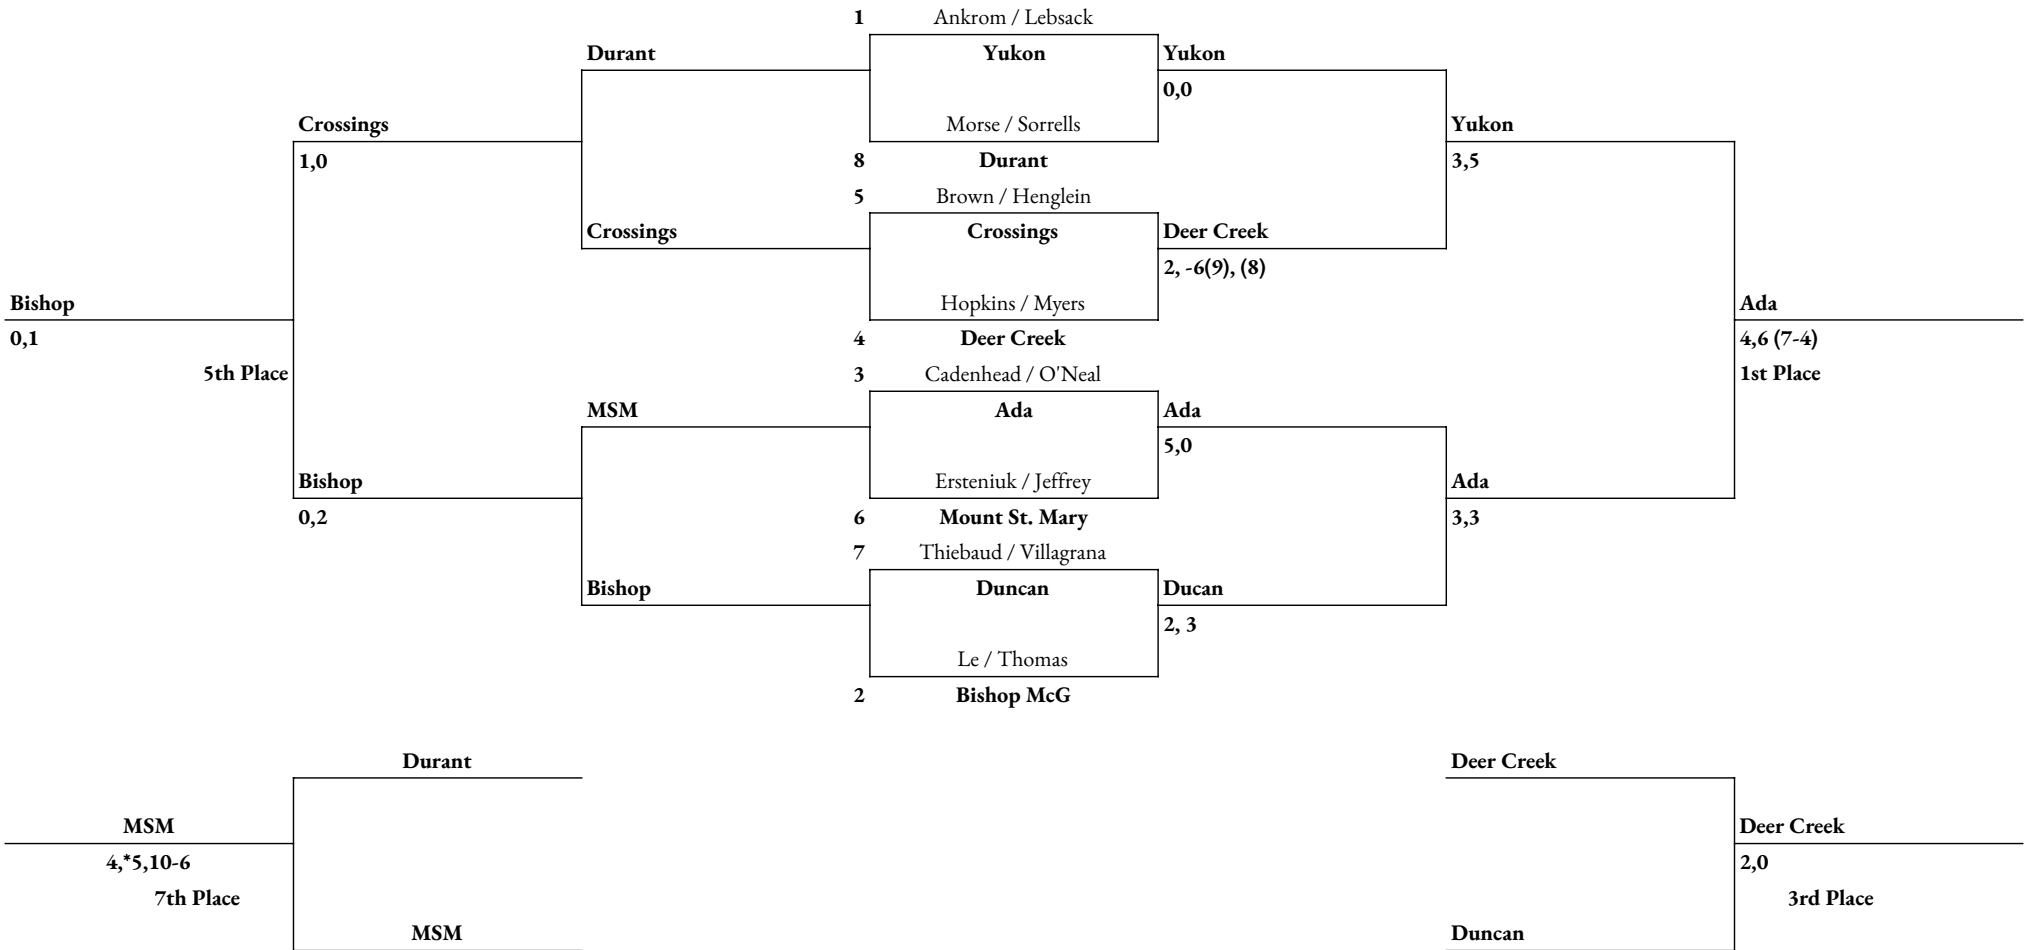 1 Ankrom / Lebsack
Durant Yukon Yukon
0,0
Crossings Morse / Sorrells Yukon
1,0 8 Durant 3,5
5 Brown / Henglein
Crossings Crossings Deer Creek
2, -6(9), (8)
Bishop Hopkins / Myers Ada
0,1 4 Deer Creek 4,6 (7-4)
5th Place 3 Cadenhead / O'Neal 1st Place
MSM Ada Ada
5,0
Bishop Ersteniuk / Jeffrey Ada
0,2 6 Mount St. Mary 3,3
7 Thiebaud / Villagrana
Bishop Duncan Ducan
2, 3
Le / Thomas
2 Bishop McG
Durant Deer Creek
MSM Deer Creek
4,*5,10-6 2,0
7th Place 3rd Place
MSM Duncan